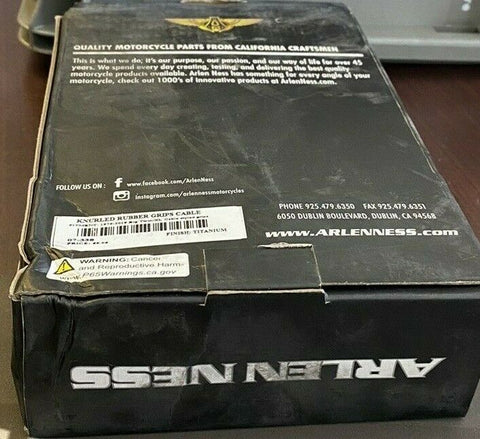 QUALITY MOTORCYCLE PARTS FROM CALIFORNIA CRAFTSMEN
This is what we do; it's our purpose, our passion, and our way of life for over 45
years. We spend every day creating, testing, and delivering the best quality
motorcycle products available. Arlen Ness has something for every angle of your
motorcycle, check out 1000's of innovative products at ArlenNess.com.
FOLLOW US ON :
www.facebook.com/ArlenNess
Instagram.com/arlennessmotorcycles
KNURLED RUBBER GRIPS CABLE
07-338
FINISH: TITANIUM
PHONE 925.479.6350 FAX 925.479.6351
6050 DUBLIN BOULEVARD, DUBLIN, CA 94568
www.ARLENNESS.com
WARNING: Cancer
and Reproductive Harm-
P65Warnings.ca.gov
ARLEN NESS